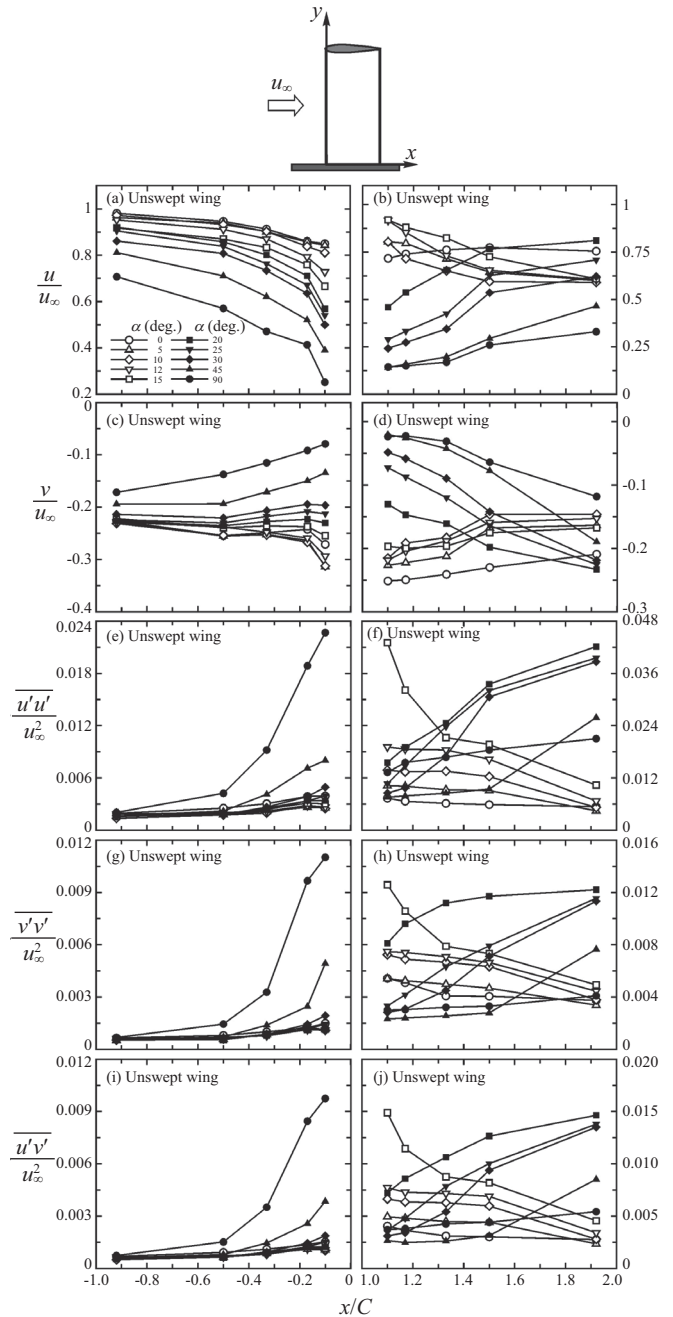 y
u∞
x
(a) Unswept wing
(b) Unswept wing
1
0.8
0.6
0.4
0.2
u/u∞
α (deg.) α (deg.)
0 20
5 25
10 30
12 45
15 90
1
0.75
0.5
0.25
0
(c) Unswept wing
(d) Unswept wing
0
-0.1
-0.2
-0.3
-0.4
v/u∞
0
-0.1
-0.2
-0.3
(e) Unswept wing
(f) Unswept wing
0.024
0.018
0.012
0.006
0
u'u'/u∞²
0.048
0.036
0.024
0.012
0
(g) Unswept wing
(h) Unswept wing
0.012
0.009
0.006
0.003
0
v'v'/u∞²
0.016
0.012
0.008
0.004
0
(i) Unswept wing
(j) Unswept wing
0.012
0.009
0.006
0.003
0
u'v'/u∞²
0.020
0.015
0.010
0.005
0
-1.0 -0.8 -0.6 -0.4 -0.2 0 1.0 1.2 1.4 1.6 1.8 2.0
x/C